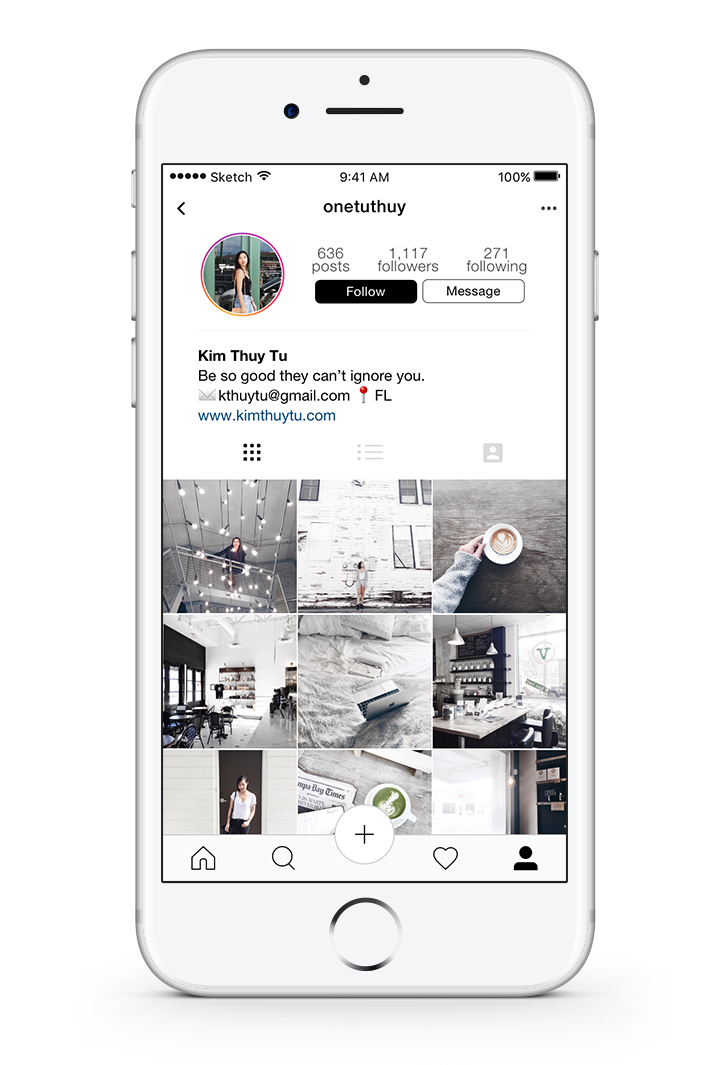 Sketch 9:41 AM 100%
onetuthuy
636 1,117 271
posts followers following
Follow Message
Kim Thuy Tu
Be so good they can’t ignore you.
✉️kthuytu@gmail.com 📍 FL
www.kimthuytu.com
V
mpa Bay Times